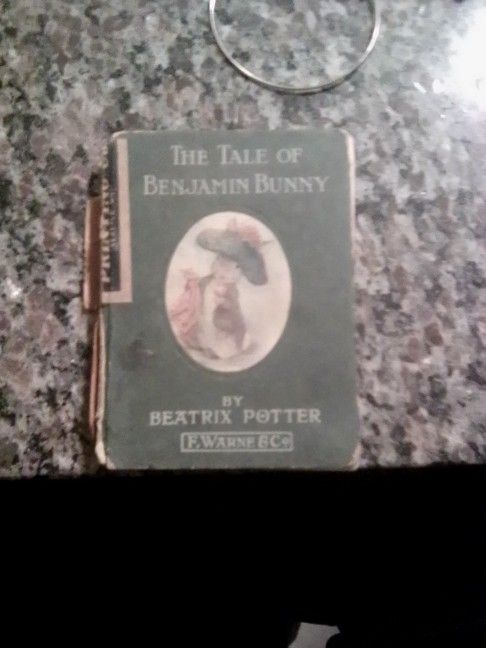 THE TALE OF
BENJAMIN BUNNY
BY
BEATRIX POTTER
F. WARNE & Co